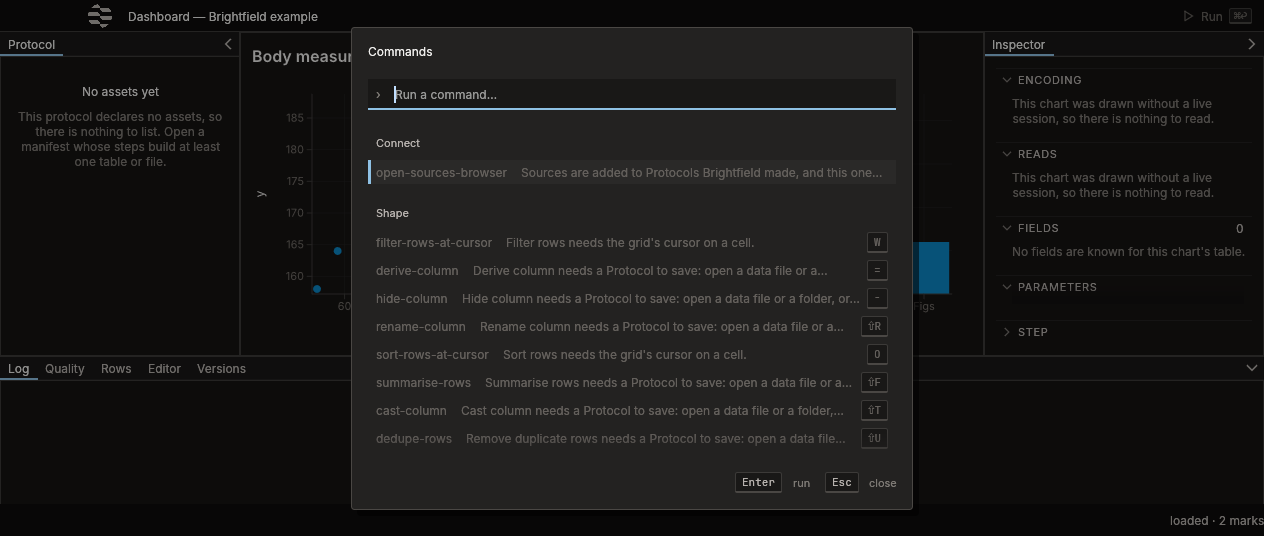 Dashboard — Brightfield example
Run ⌘⏎
Protocol
No assets yet
This protocol declares no assets, so
there is nothing to list. Open a
manifest whose steps build at least
one table or file.
Body measur
y
185
180
175
170
165
160
60
Figs
Commands
› Run a command...
Connect
open-sources-browser Sources are added to Protocols Brightfield made, and this one...
Shape
filter-rows-at-cursor Filter rows needs the grid's cursor on a cell. W
derive-column Derive column needs a Protocol to save: open a data file or a... =
hide-column Hide column needs a Protocol to save: open a data file or a folder, or... -
rename-column Rename column needs a Protocol to save: open a data file or a... ⇧R
sort-rows-at-cursor Sort rows needs the grid's cursor on a cell. O
summarise-rows Summarise rows needs a Protocol to save: open a data file or a... ⇧F
cast-column Cast column needs a Protocol to save: open a data file or a folder,... ⇧T
dedupe-rows Remove duplicate rows needs a Protocol to save: open a data file... ⇧U
Enter run Esc close
Inspector
ENCODING
This chart was drawn without a live
session, so there is nothing to read.
READS
This chart was drawn without a live
session, so there is nothing to read.
FIELDS 0
No fields are known for this chart's table.
PARAMETERS
STEP
Log Quality Rows Editor Versions
loaded · 2 marks